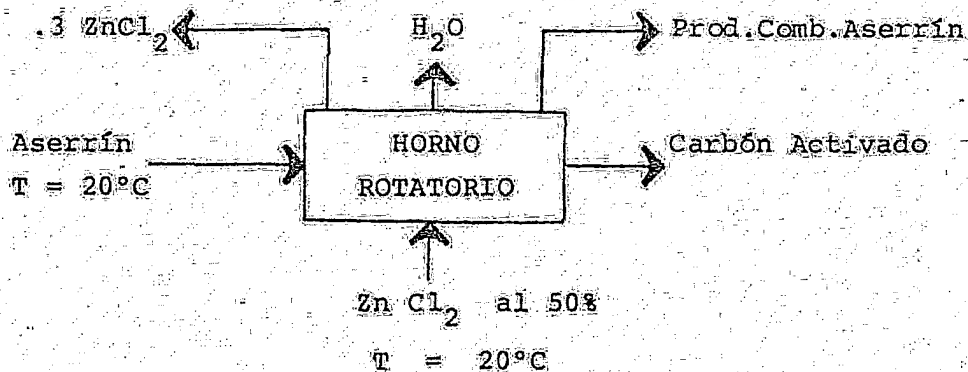 .3 ZnCl2
H2O
Prod.Comb.Aserrín
Aserrín
T = 20°C
HORNO
ROTATORIO
Carbón Activado
Zn Cl2 al 50%
T = 20°C